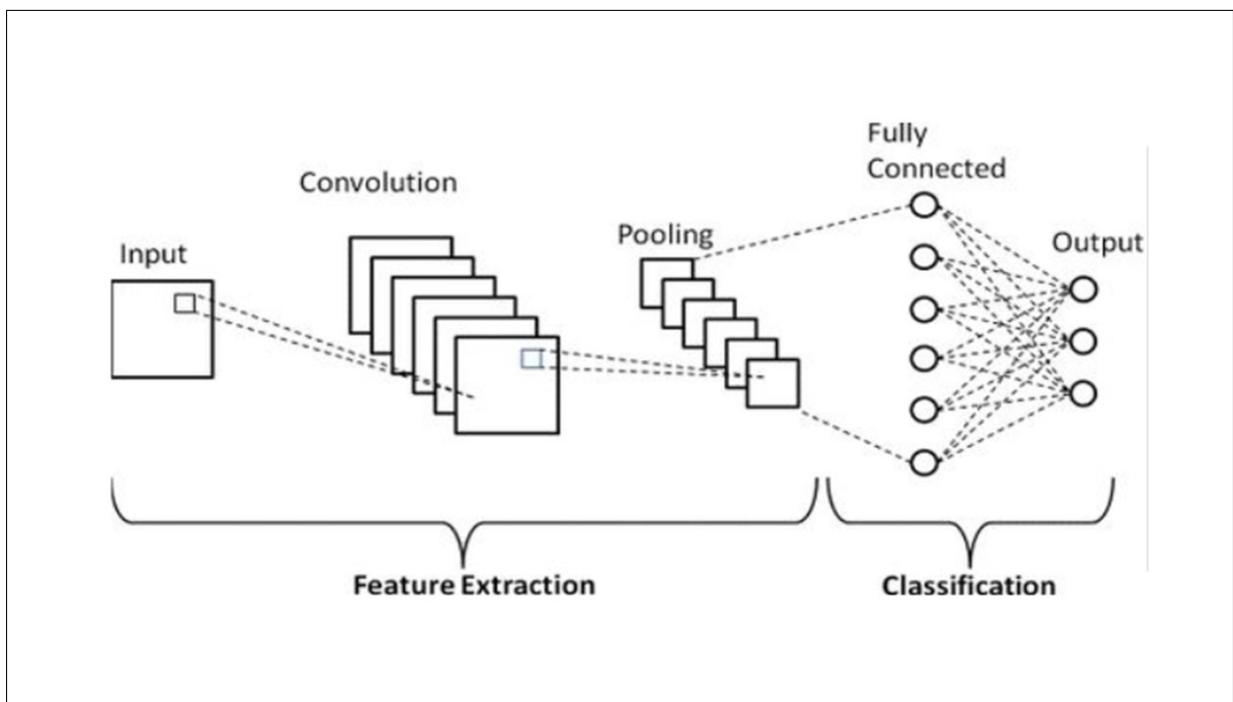 Input
Convolution
Pooling
Fully
Connected
Output
Feature Extraction
Classification